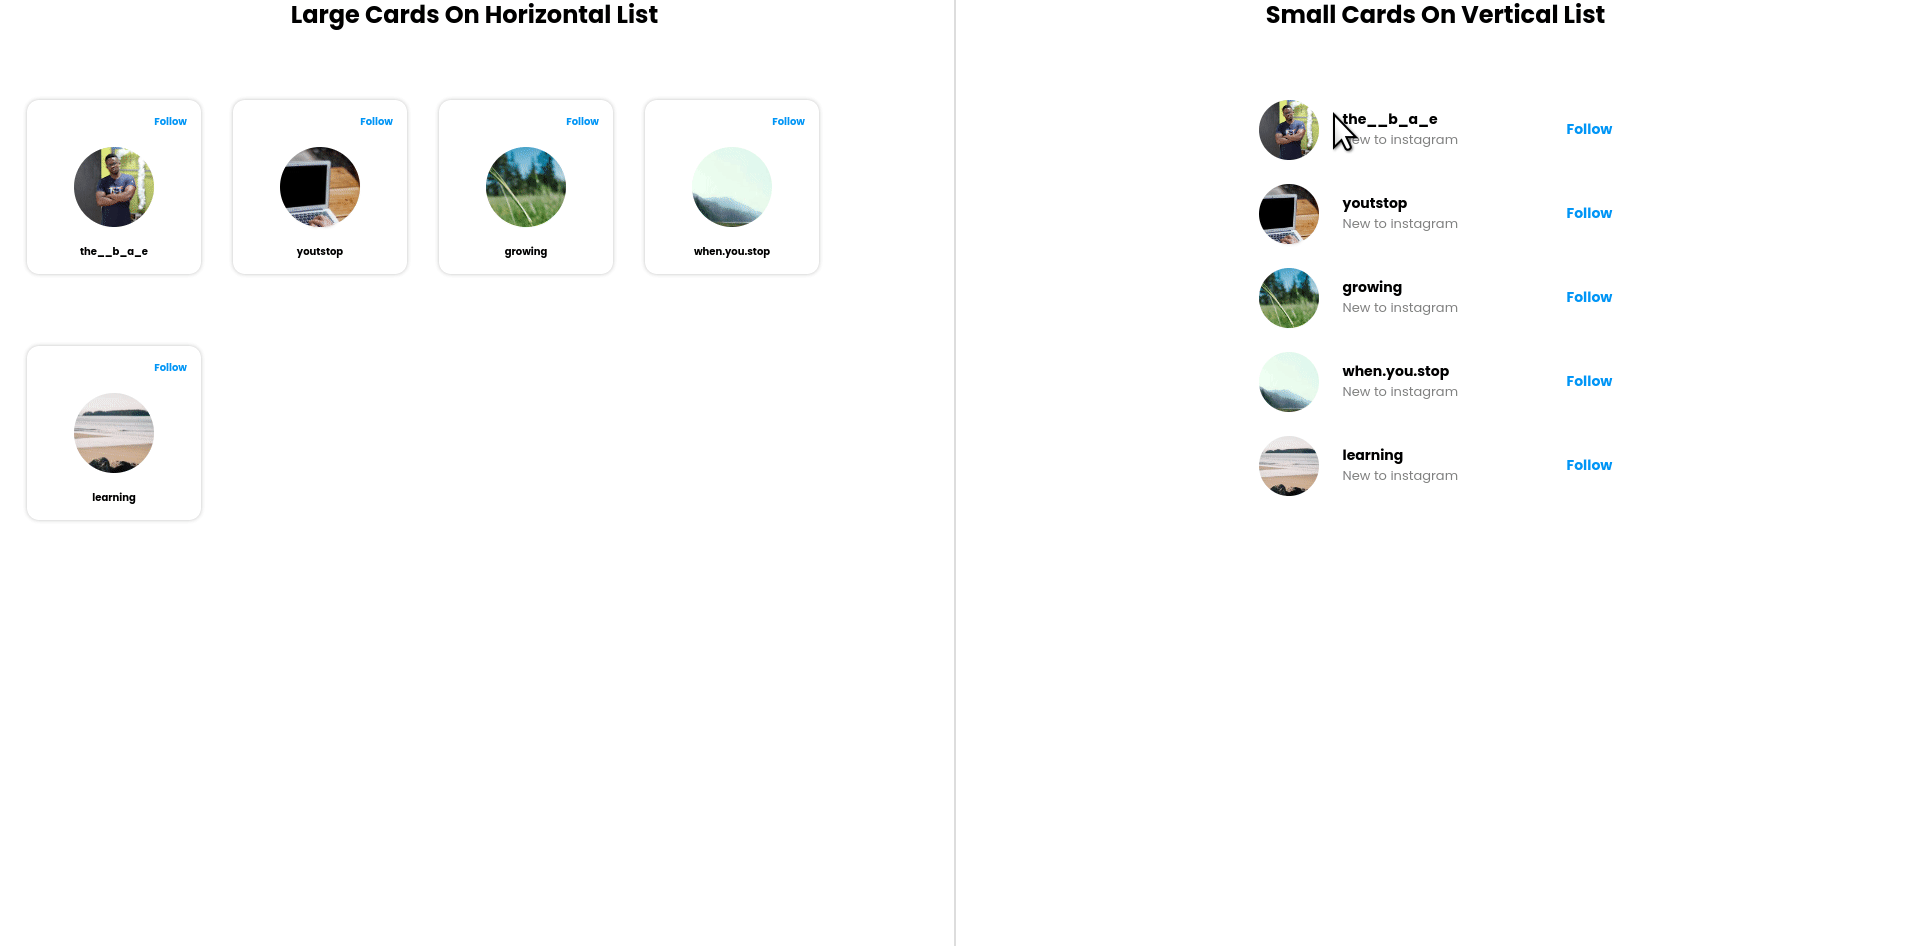 Large Cards On Horizontal List
Follow
the__b_a_e
Follow
youtstop
Follow
growing
Follow
when.you.stop
Follow
learning
Small Cards On Vertical List
the__b_a_e
New to instagram
Follow
youtstop
New to instagram
Follow
growing
New to instagram
Follow
when.you.stop
New to instagram
Follow
learning
New to instagram
Follow